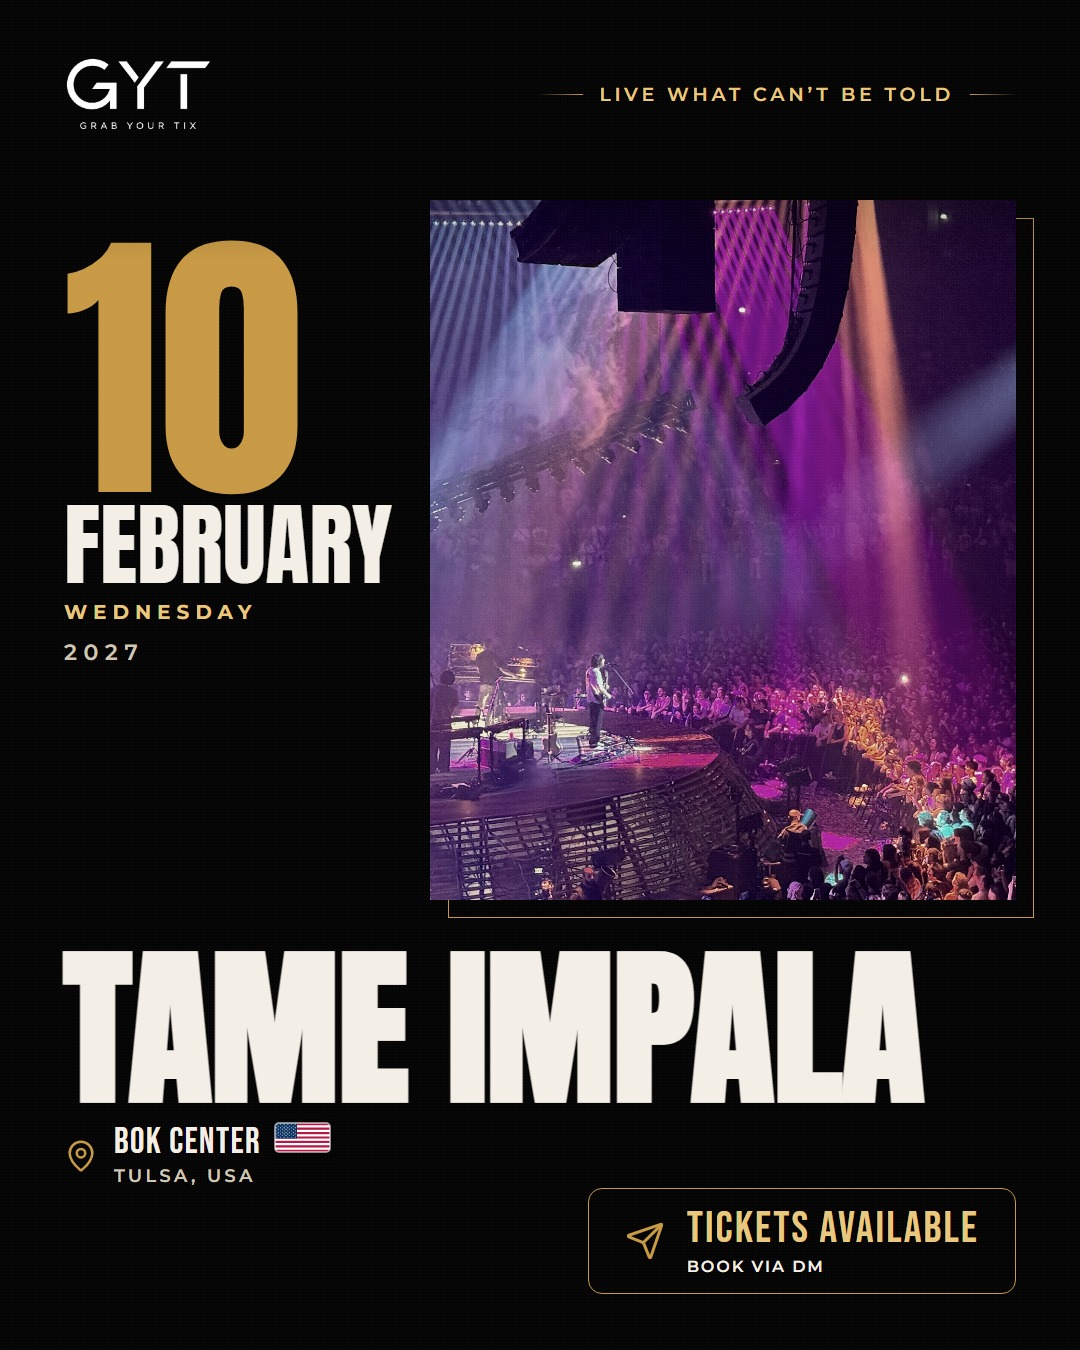 GYT
GRAB YOUR TIX
LIVE WHAT CAN’T BE TOLD
10
FEBRUARY
WEDNESDAY
2027
TAME IMPALA
BOK CENTER
TULSA, USA
TICKETS AVAILABLE
BOOK VIA DM